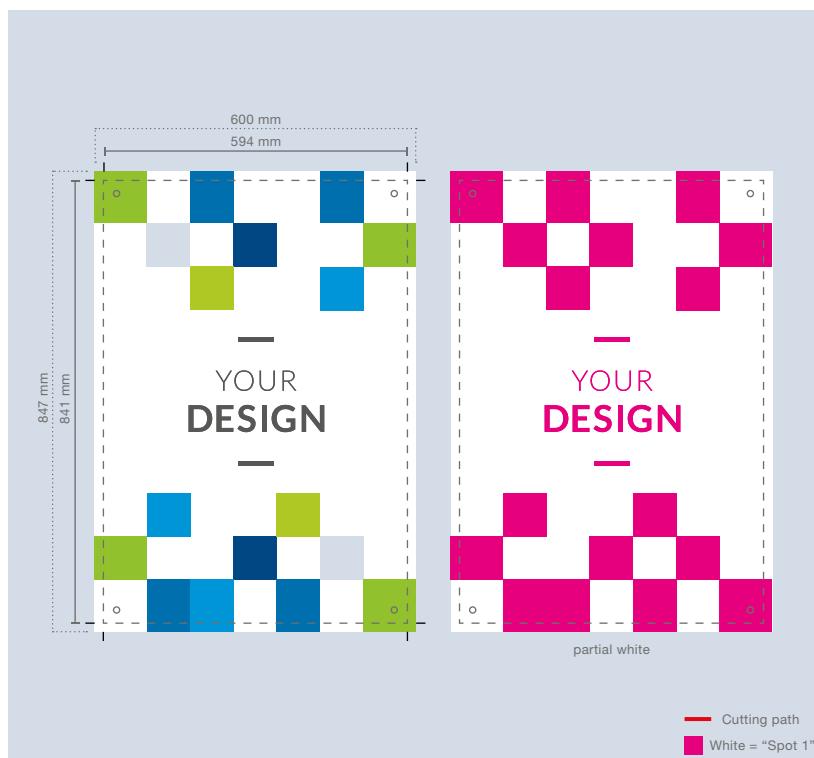 600 mm
594 mm
847 mm
841 mm
YOUR
DESIGN
YOUR
DESIGN
partial white
Cutting path
White = “Spot 1”